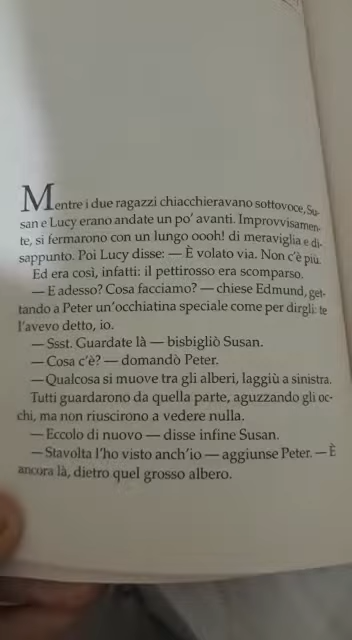 Mentre i due ragazzi chiacchieravano sottovoce, Su-
san e Lucy erano andate un po' avanti. Improvvisamen-
te, si fermarono con un lungo oooh! di meraviglia e di-
sappunto. Poi Lucy disse: — È volato via. Non c'è più.
Ed era così, infatti: il pettirosso era scomparso.
— E adesso? Cosa facciamo? — chiese Edmund, get-
tando a Peter un'occhiatina speciale come per dirgli: te
l'avevo detto, io.
— Ssst. Guardate là — bisbigliò Susan.
— Cosa c'è? — domandò Peter.
— Qualcosa si muove tra gli alberi, laggiù a sinistra.
Tutti guardarono da quella parte, aguzzando gli oc-
chi, ma non riuscirono a vedere nulla.
— Eccolo di nuovo — disse infine Susan.
— Stavolta l'ho visto anch'io — aggiunse Peter. — È
ancora là, dietro quel grosso albero.